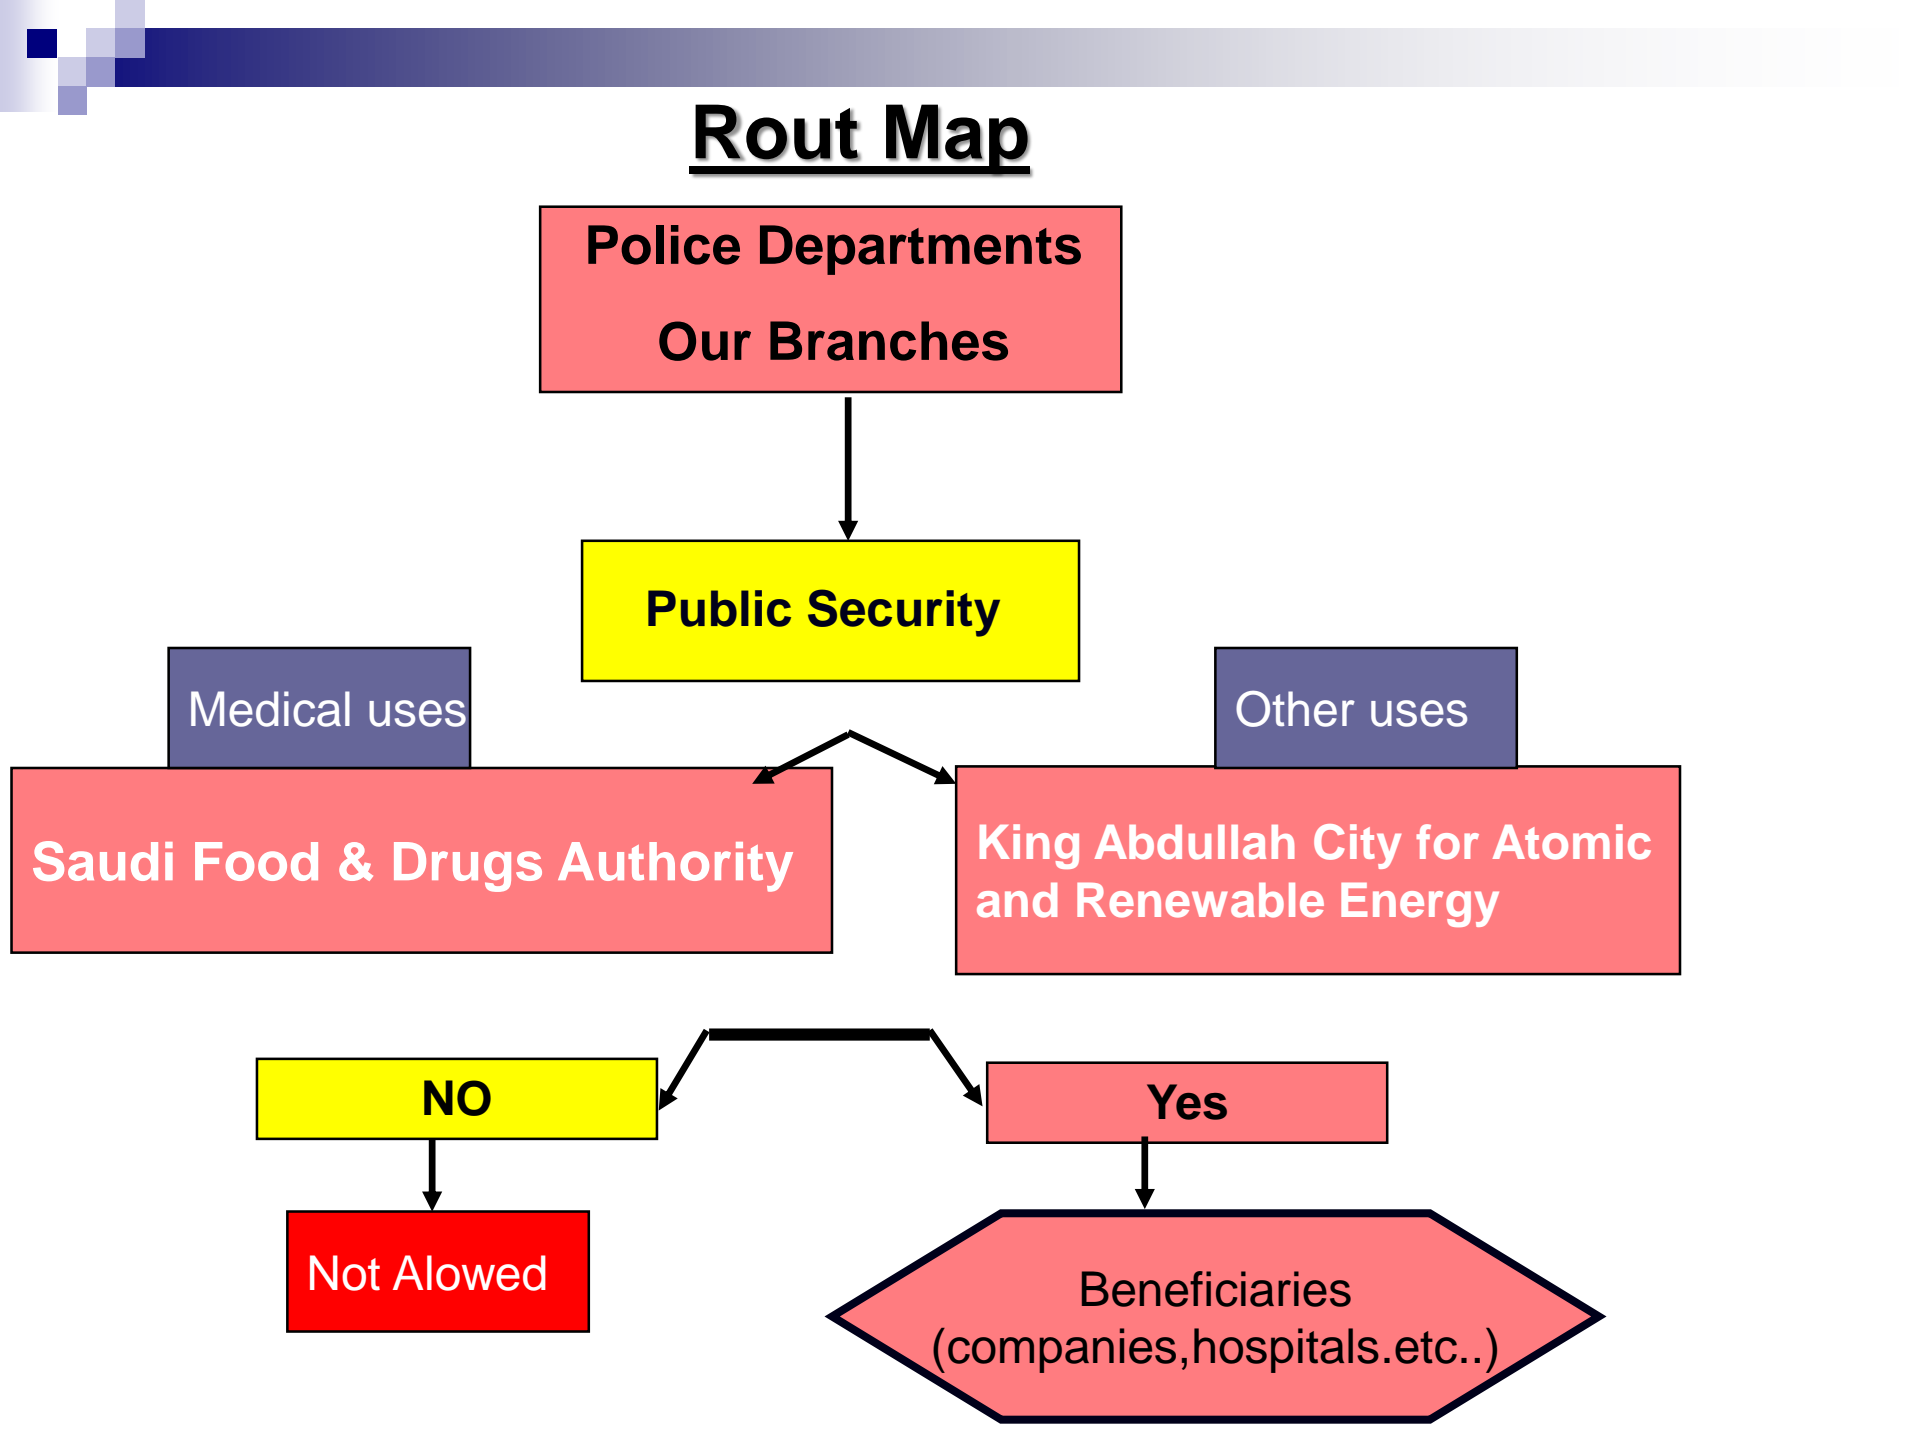 Rout Map
Police Departments
Our Branches
Public Security
Medical uses
Other uses
Saudi Food & Drugs Authority
King Abdullah City for Atomic
and Renewable Energy
NO
Yes
Not Alowed
Beneficiaries
(companies,hospitals.etc..)